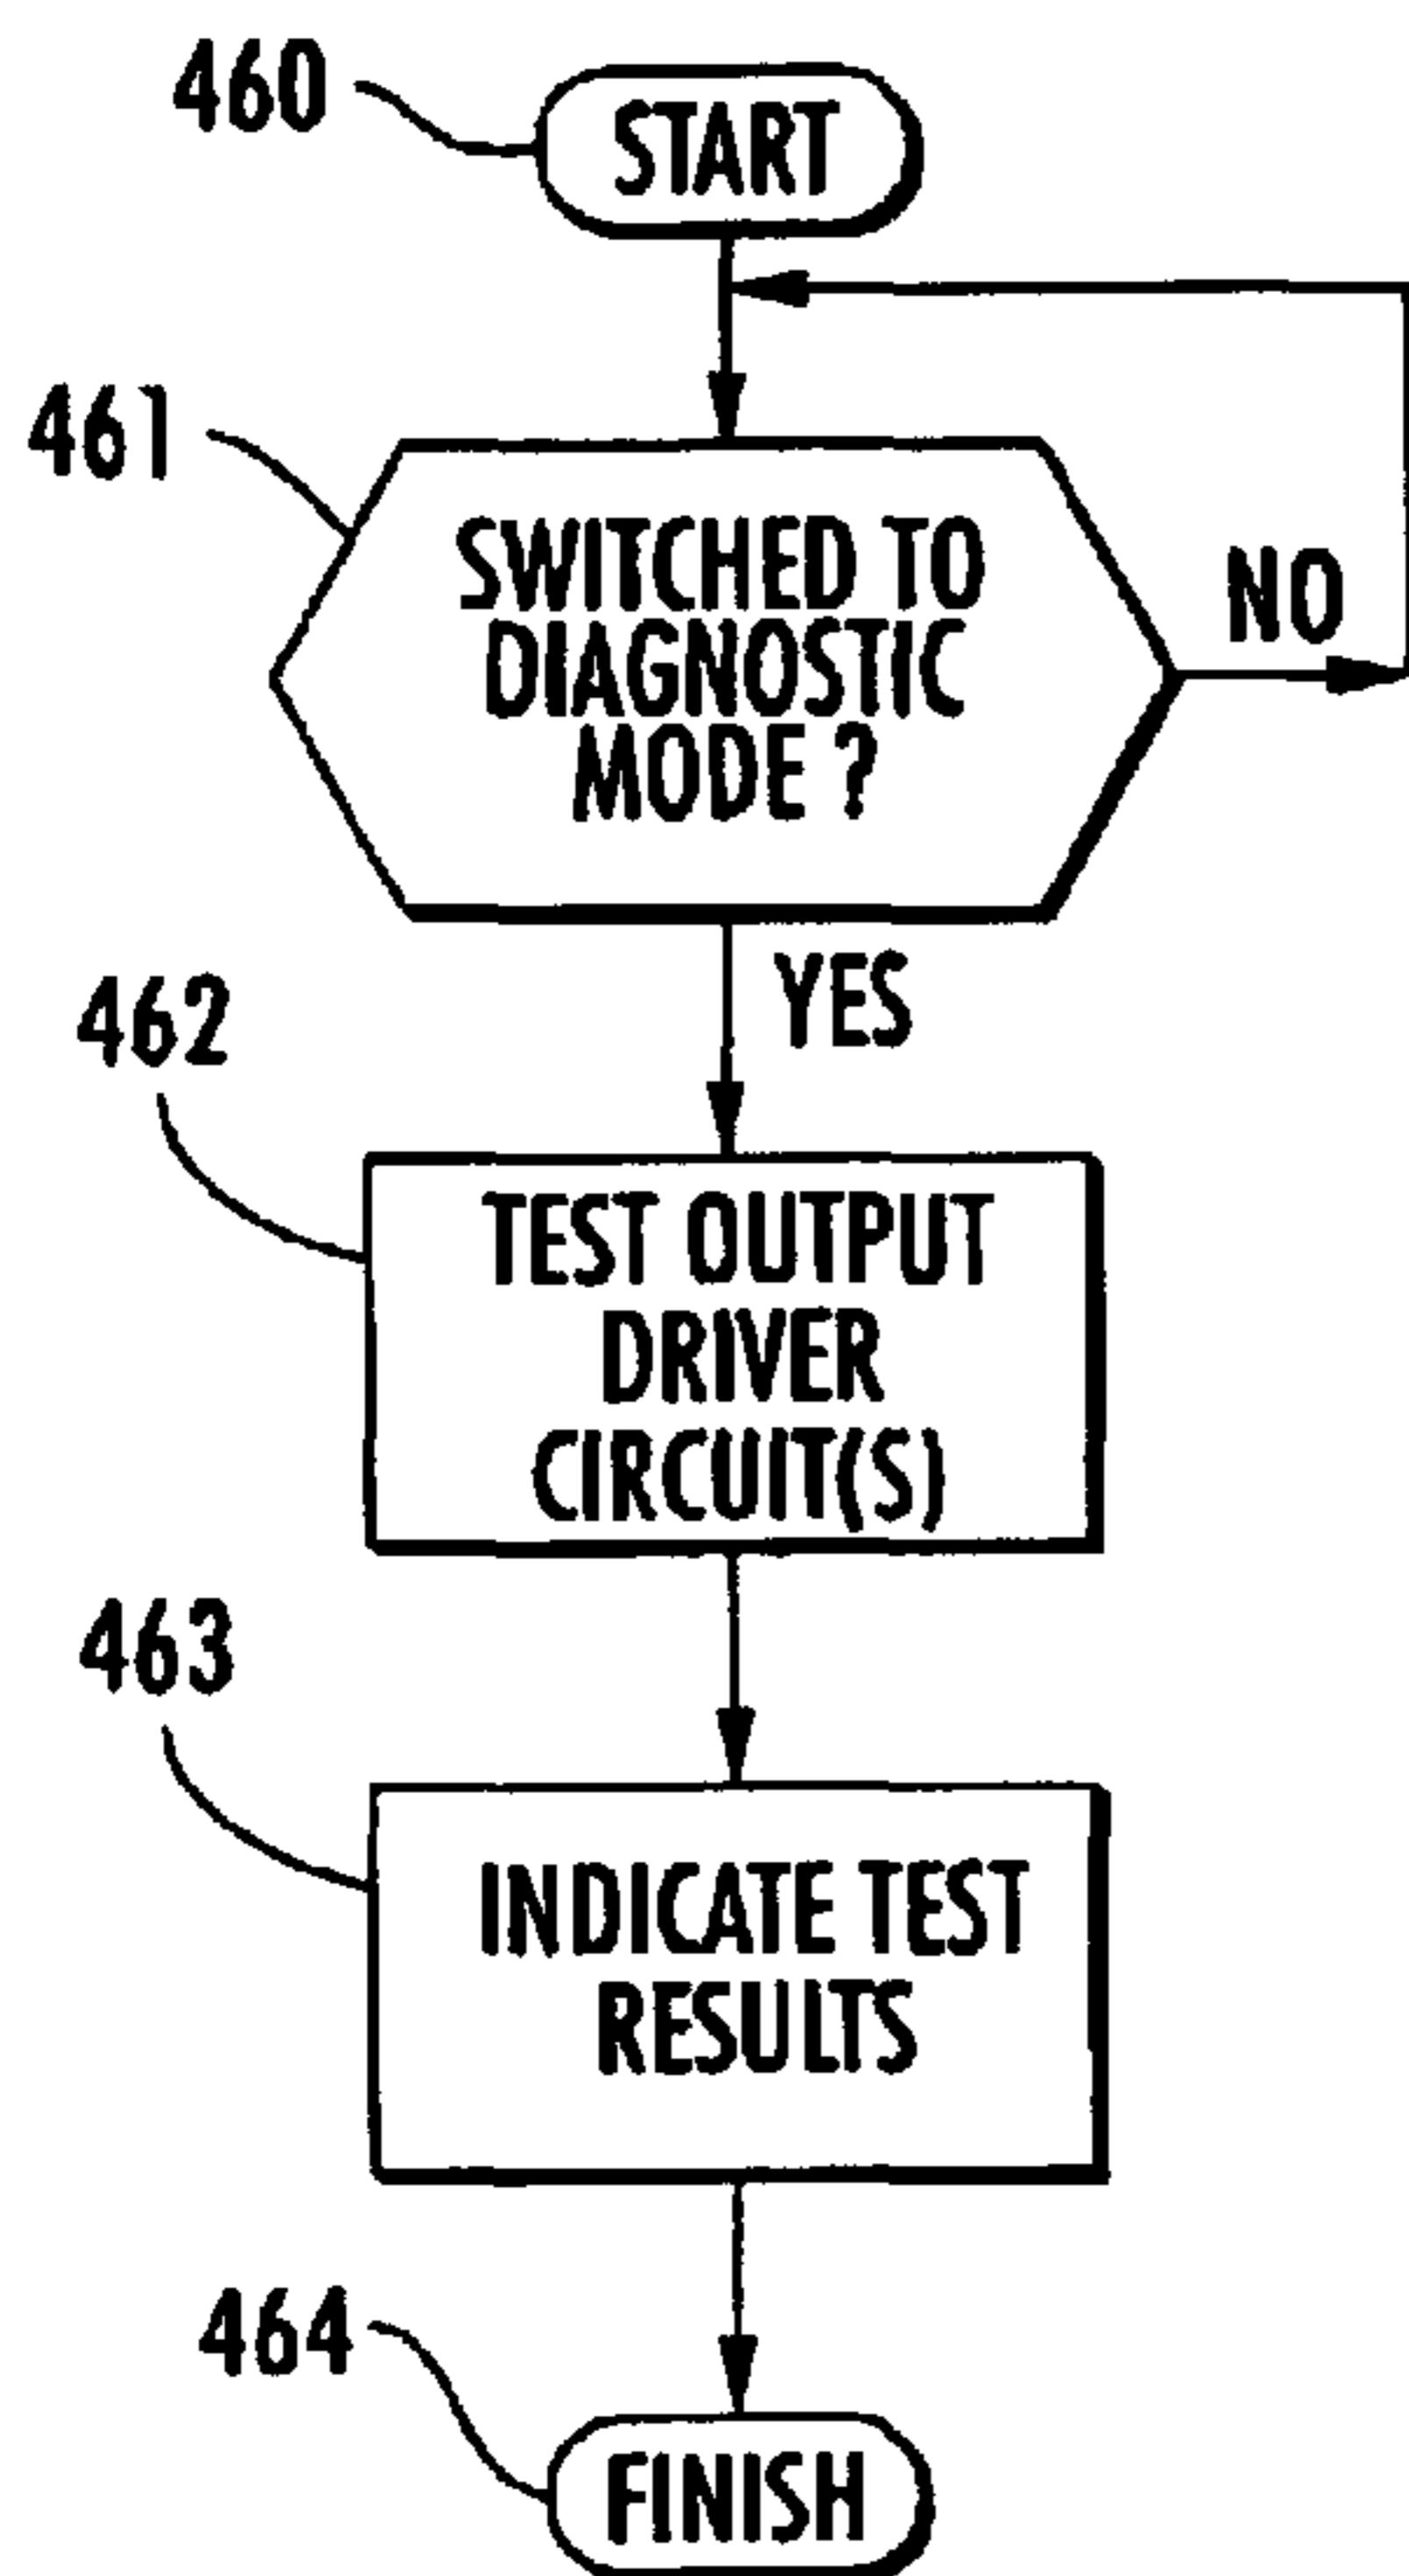 460
START
461
SWITCHED TO
DIAGNOSTIC
MODE ?
NO
YES
462
TEST OUTPUT
DRIVER
CIRCUIT(S)
463
INDICATE TEST
RESULTS
464
FINISH